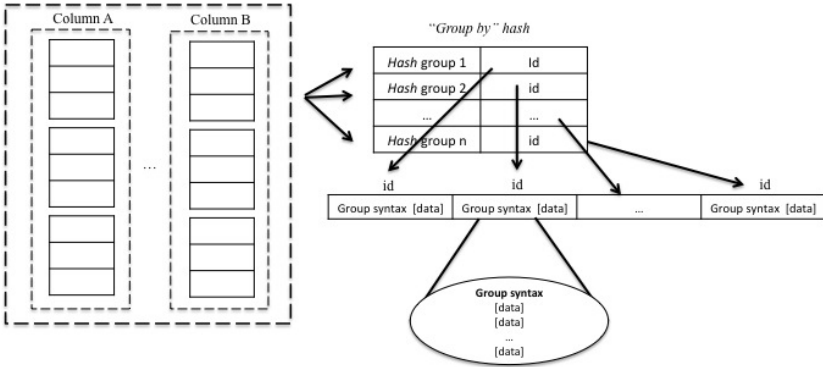 Column A
Column B
…
“Group by” hash
Hash group 1 Id
Hash group 2 id
… …
Hash group n id
id id id
Group syntax [data] Group syntax [data] … Group syntax [data]
Group syntax
[data]
[data]
…
[data]